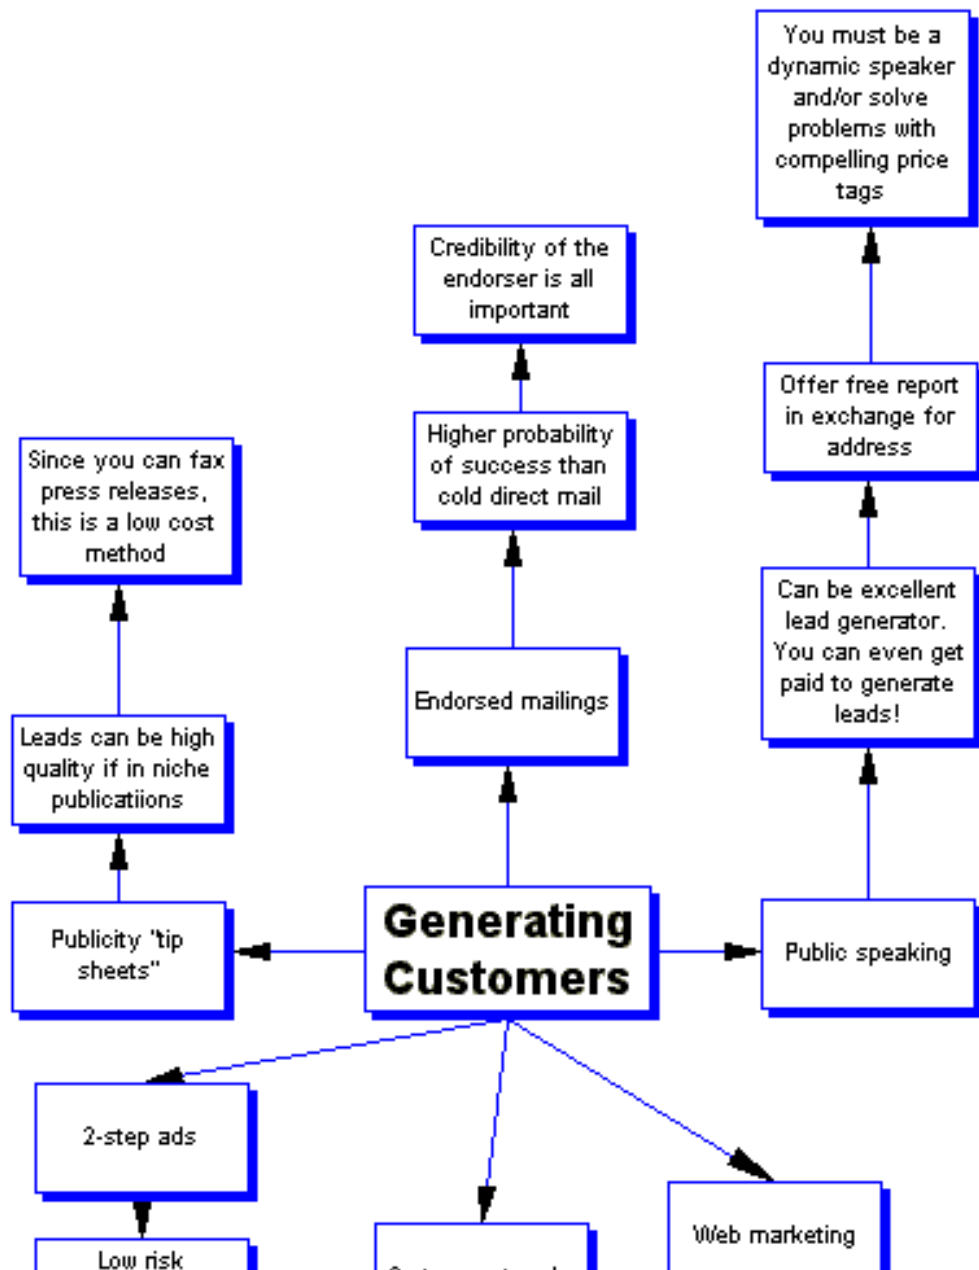 You must be a
dynamic speaker
and/or solve
problems with
compelling price
tags
Credibility of the
endorser is all
important
Offer free report
in exchange for
address
Higher probability
of success than
cold direct mail
Since you can fax
press releases,
this is a low cost
method
Can be excellent
lead generator.
You can even get
paid to generate
leads!
Endorsed mailings
Leads can be high
quality if in niche
publicatiions
Generating
Customers
Publicity "tip
sheets"
Public speaking
2-step ads
Web marketing
Low risk